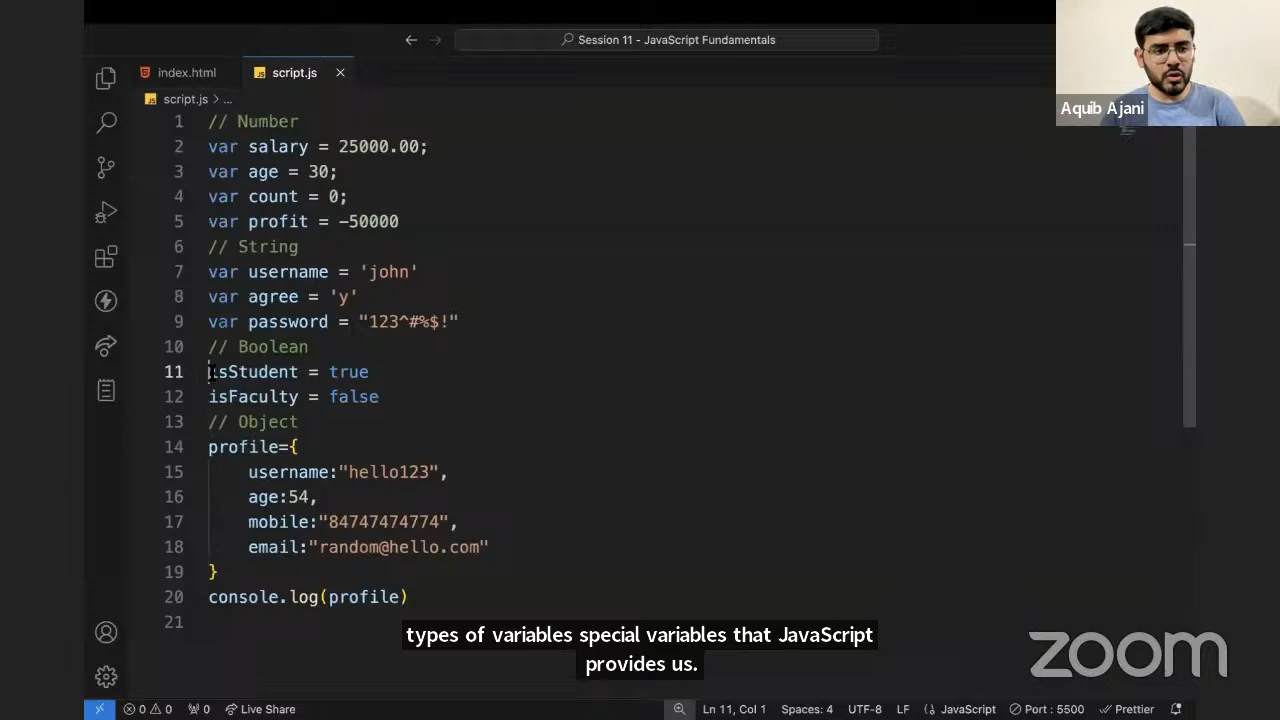 Session 11 - JavaScript Fundamentals
Aquib Ajani
index.html
script.js
script.js > ...
1 // Number
2 var salary = 25000.00;
3 var age = 30;
4 var count = 0;
5 var profit = -50000
6 // String
7 var username = 'john'
8 var agree = 'y'
9 var password = "123^#%$!"
10 // Boolean
11 isStudent = true
12 isFaculty = false
13 // Object
14 profile={
15 username:"hello123",
16 age:54,
17 mobile:"84747474774",
18 email:"random@hello.com"
19 }
20 console.log(profile)
21
types of variables special variables that JavaScript
provides us.
zoom
0 0 0 Live Share Ln 11, Col 1 Spaces: 4 UTF-8 LF {} JavaScript Port : 5500 Prettier